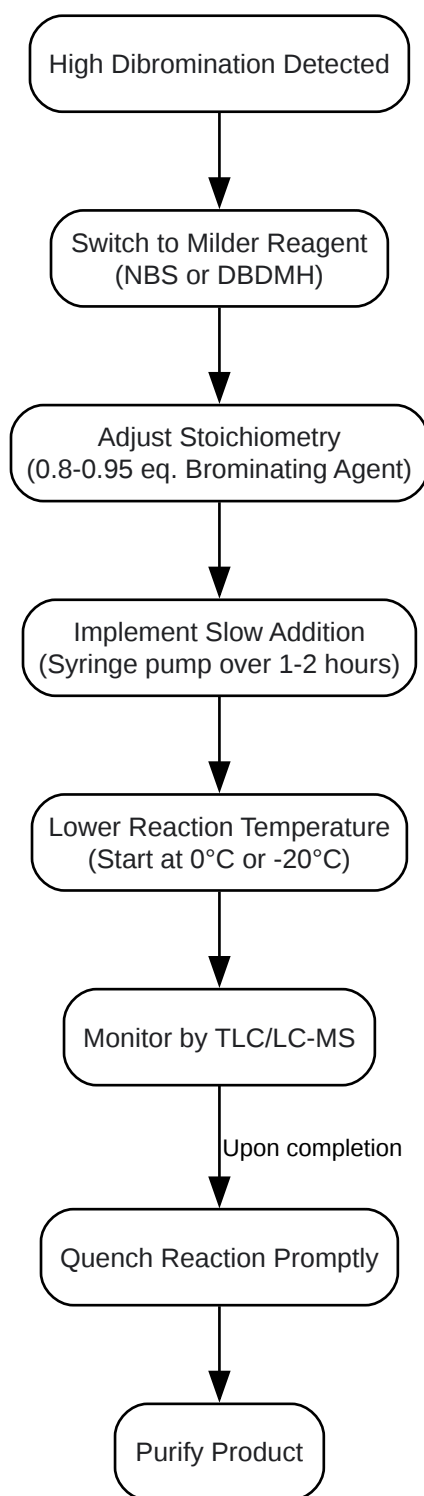 High Dibromination Detected
Switch to Milder Reagent
(NBS or DBDMH)
Adjust Stoichiometry
(0.8-0.95 eq. Brominating Agent)
Implement Slow Addition
(Syringe pump over 1-2 hours)
Lower Reaction Temperature
(Start at 0°C or -20°C)
Monitor by TLC/LC-MS
Upon completion
Quench Reaction Promptly
Purify Product